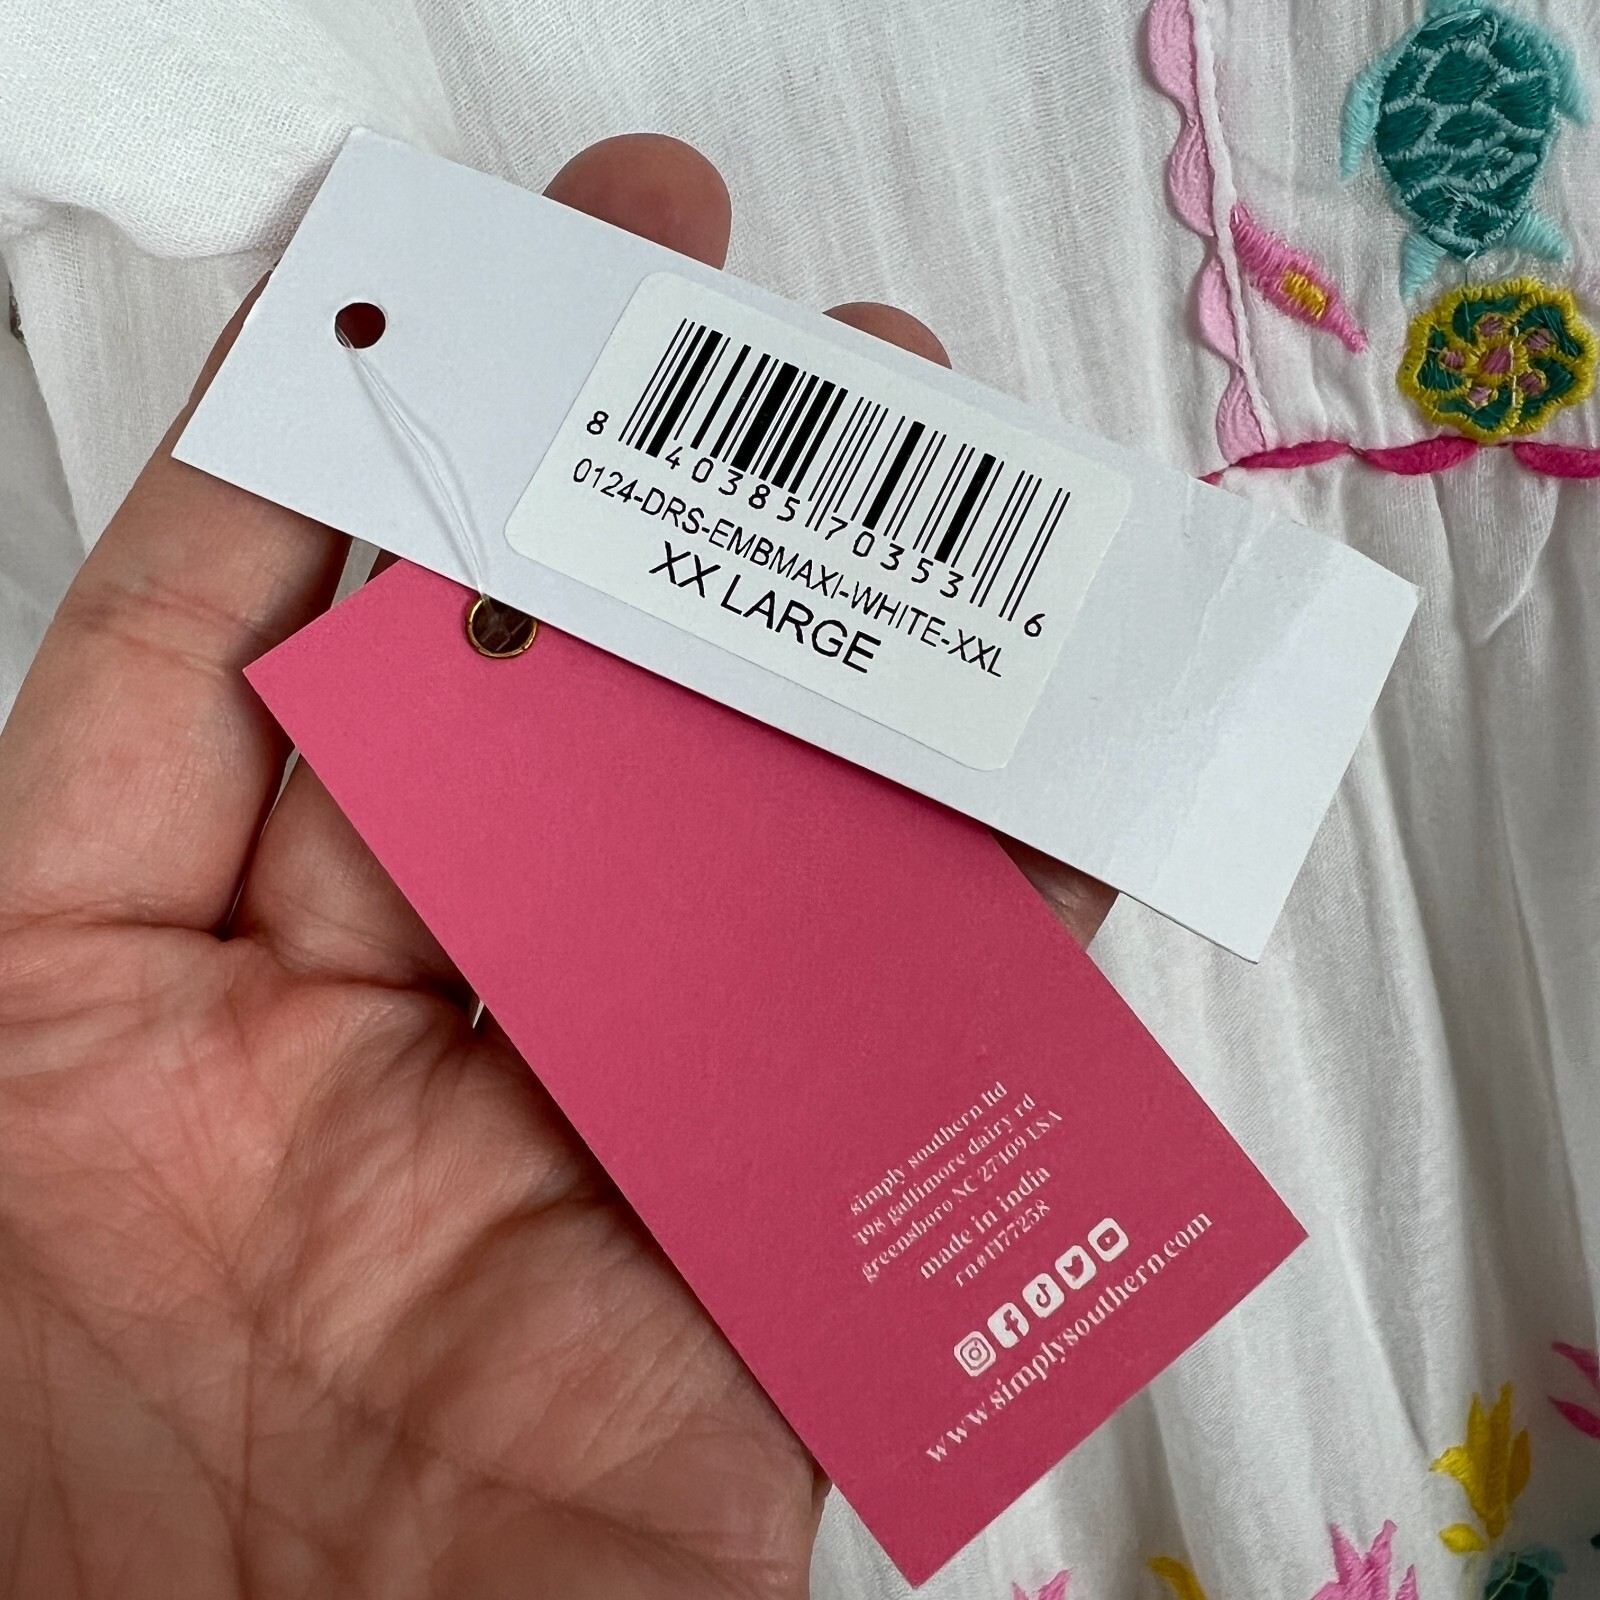 8 40385 70353 6
0124-DRS-EMBMAXI-WHITE-XXL
XX LARGE
simply southern ltd
198 gallimore dairy rd
greensboro NC 27409 USA
made in india
rn#1177258
www.simplysouthern.com